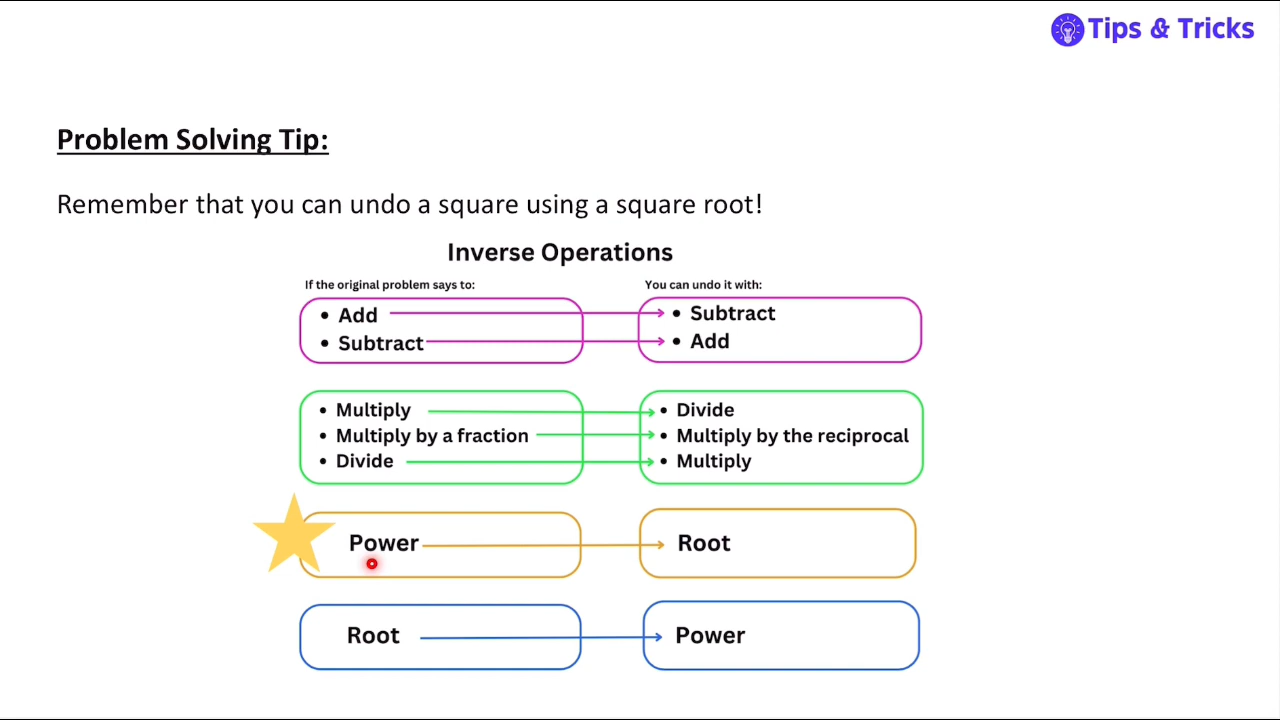 Tips & Tricks
Problem Solving Tip:
Remember that you can undo a square using a square root!
Inverse Operations
If the original problem says to:
You can undo it with:
• Add
• Subtract
• Subtract
• Add
• Multiply
• Multiply by a fraction
• Divide
• Divide
• Multiply by the reciprocal
• Multiply
Power
Root
Root
Power